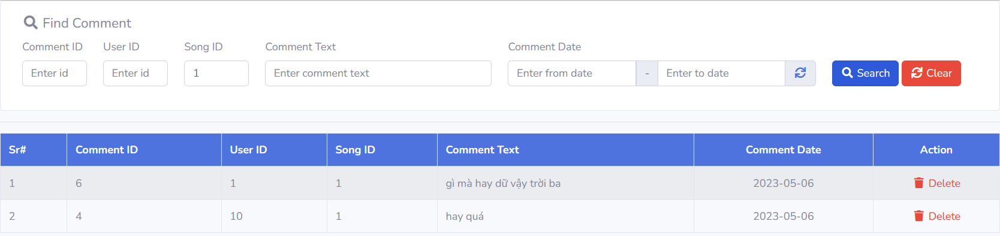 Find Comment
Comment ID User ID Song ID Comment Text Comment Date
Enter id Enter id 1 Enter comment text Enter from date - Enter to date Search Clear
Sr# Comment ID User ID Song ID Comment Text Comment Date Action
1 6 1 1 gì mà hay dữ vậy trời ba 2023-05-06 Delete
2 4 10 1 hay quá 2023-05-06 Delete